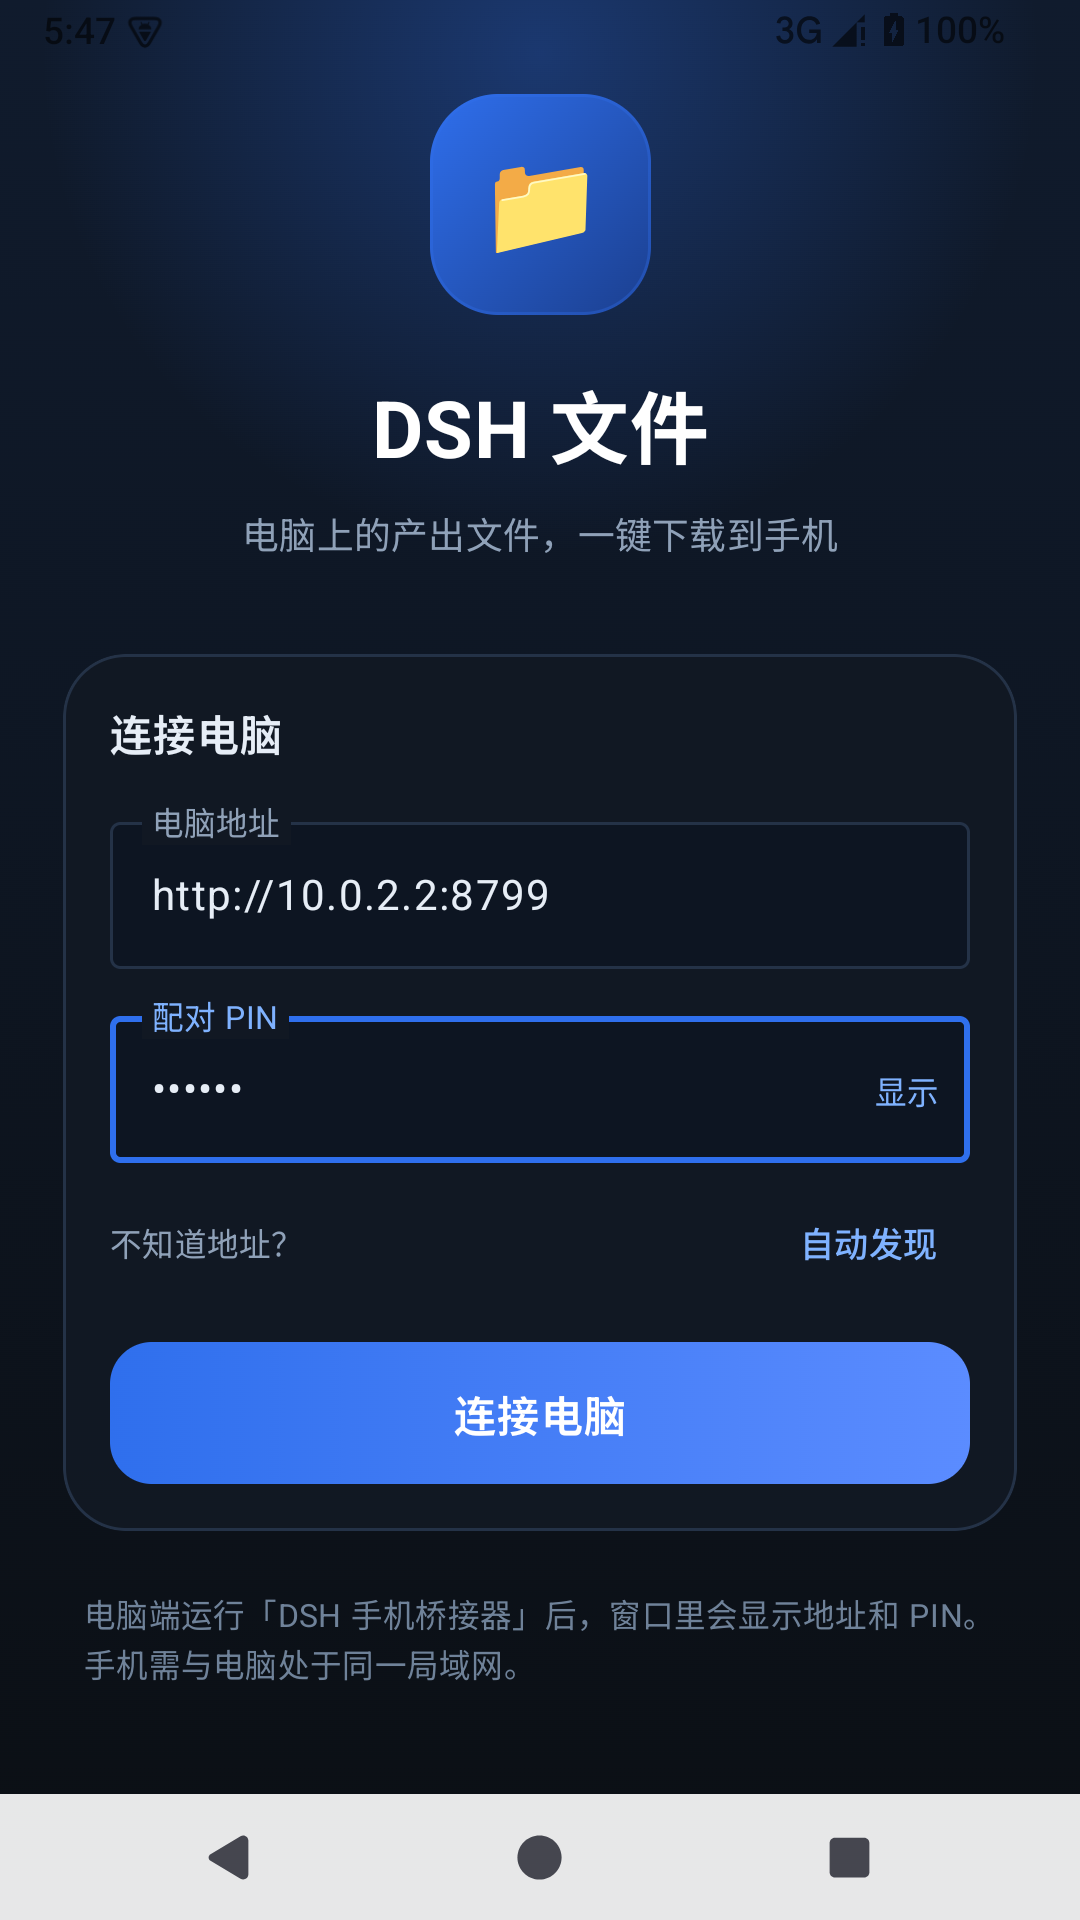 5:47
3G 100%
DSH 文件
电脑上的产出文件，一键下载到手机
连接电脑
电脑地址
http://10.0.2.2:8799
配对 PIN
••••••
显示
不知道地址？
自动发现
连接电脑
电脑端运行「DSH 手机桥接器」后，窗口里会显示地址和 PIN。
手机需与电脑处于同一局域网。